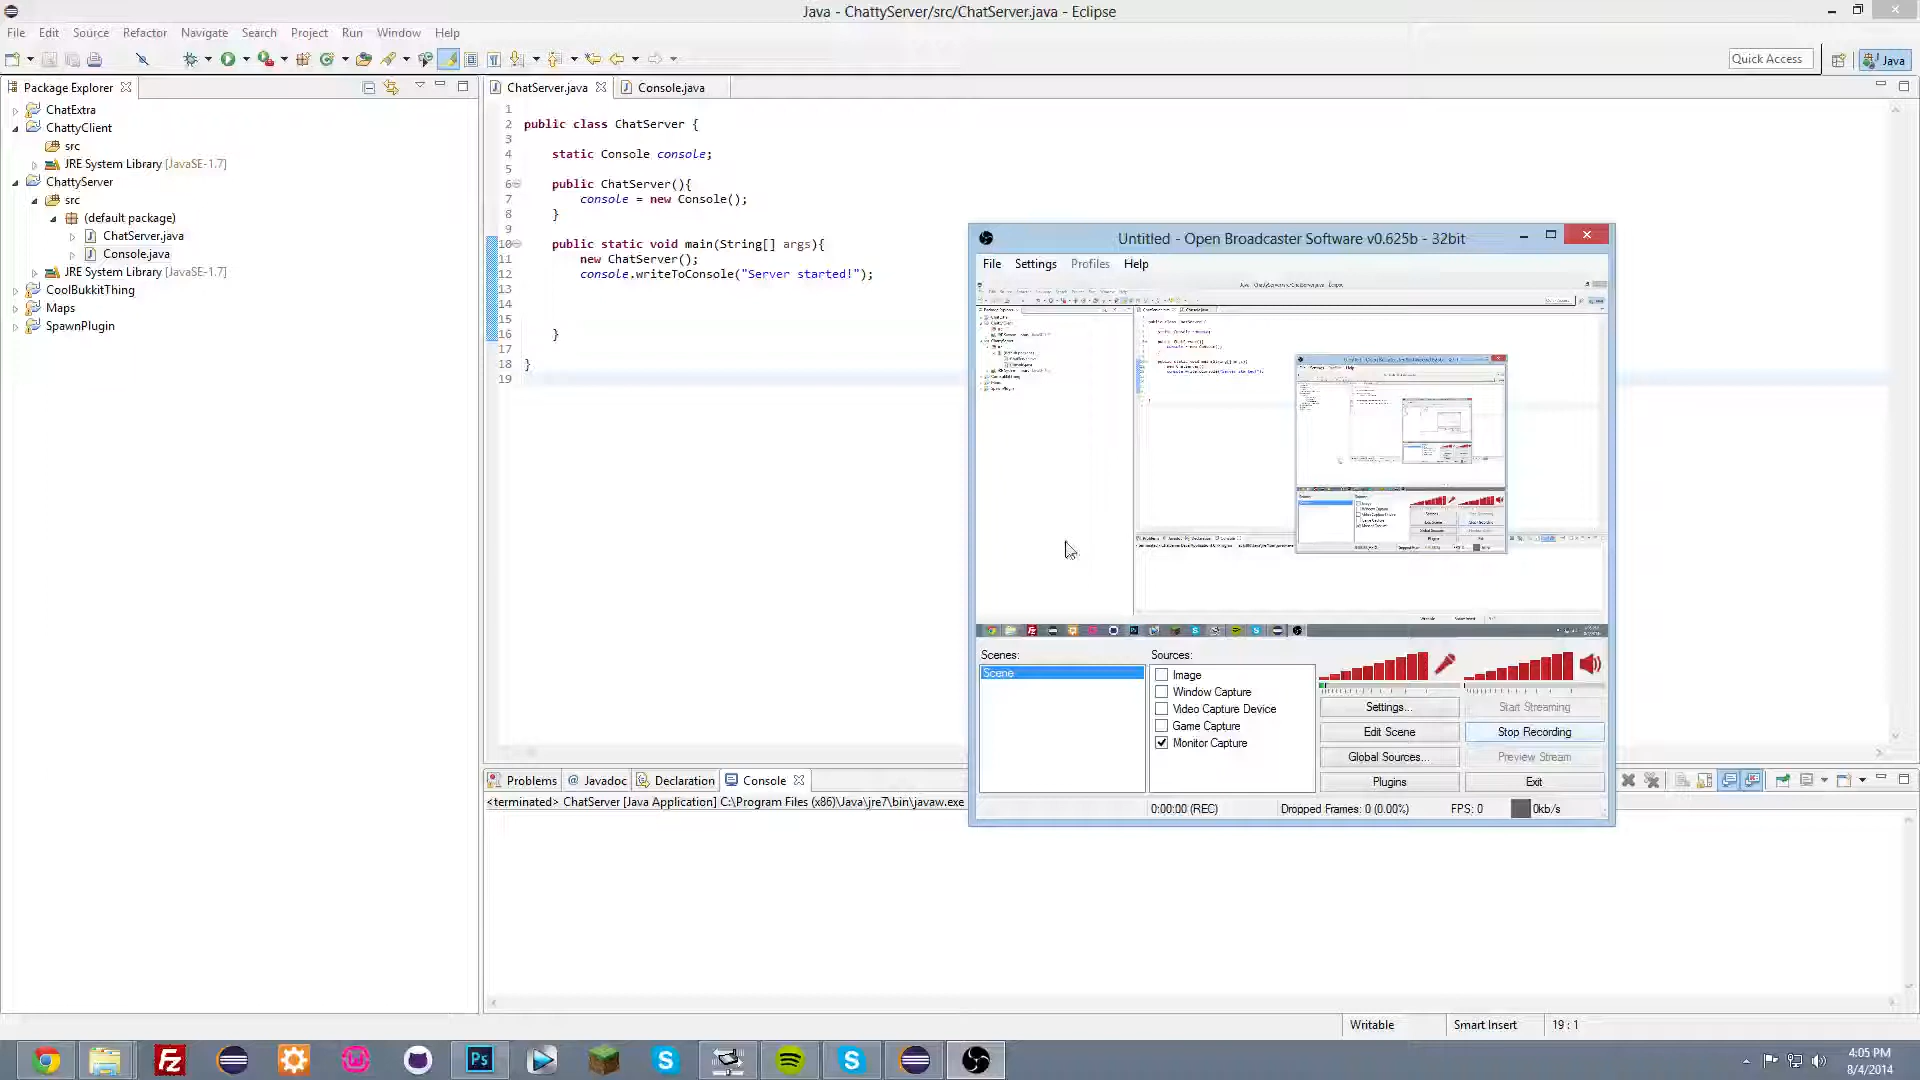 Java - ChattyServer/src/ChatServer.java - Eclipse
File Edit Source Refactor Navigate Search Project Run Window Help
Quick Access
Java
Package Explorer
ChatServer.java
Console.java
ChatExtra
ChattyClient
src
JRE System Library [JavaSE-1.7]
ChattyServer
src
(default package)
ChatServer.java
Console.java
JRE System Library [JavaSE-1.7]
CoolBukkitThing
Maps
SpawnPlugin
1
2 public class ChatServer {
3
4 static Console console;
5
6 public ChatServer(){
7 console = new Console();
8 }
9
10 public static void main(String[] args){
11 new ChatServer();
12 console.writeToConsole("Server started!");
13
14
15
16 }
17
18 }
19
Untitled - Open Broadcaster Software v0.625b - 32bit
File Settings Profiles Help
Scenes:
Scene
Sources:
Image
Window Capture
Video Capture Device
Game Capture
Monitor Capture
Settings...
Start Streaming
Edit Scene
Stop Recording
Global Sources...
Preview Stream
Plugins
Exit
0:00:00 (REC)
Dropped Frames: 0 (0.00%)
FPS: 0
0kb/s
Problems
Javadoc
Declaration
Console
<terminated> ChatServer [Java Application] C:\Program Files (x86)\Java\jre7\bin\javaw.exe
Writable
Smart Insert
19 : 1
Ps
4:05 PM
8/4/2014